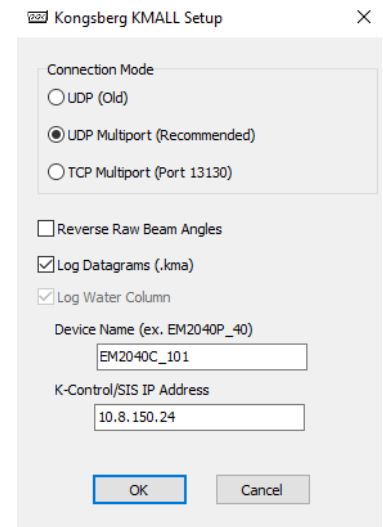 Kongsberg KMALL Setup
Connection Mode
UDP (Old)
UDP Multiport (Recommended)
TCP Multiport (Port 13130)
Reverse Raw Beam Angles
Log Datagrams (.kma)
Log Water Column
Device Name (ex. EM2040P_40)
EM2040C_101
K-Control/SIS IP Address
10.8.150.24
OK Cancel